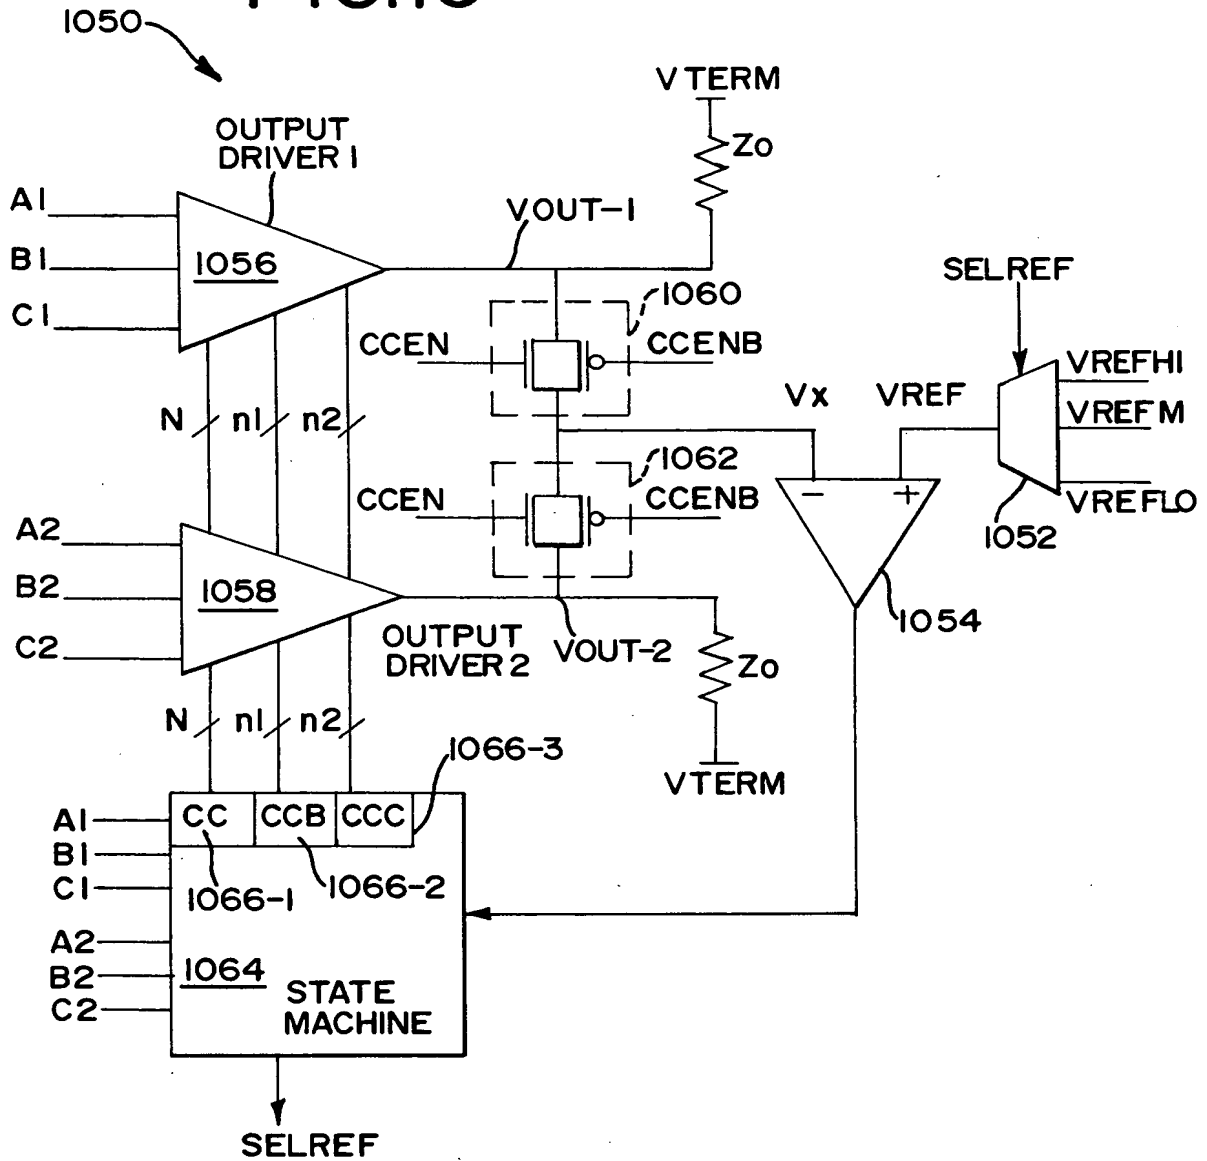 1050
V TERM
OUTPUT
DRIVER 1
Zo
A1
VOUT-1
B1
1056
SELREF
1060
C1
CCEN
CCENB
VREFHI
N
n1
n2
Vx
VREF
VREFM
1062
CCEN
CCENB
- +
VREFLO
A2
1052
B2
1058
1054
C2
OUTPUT
DRIVER 2
VOUT-2
Zo
N
n1
n2
1066-3
VTERM
A1
CC
CCB
CCC
B1
C1
1066-1
1066-2
A2
B2
1064
C2
STATE
MACHINE
SELREF